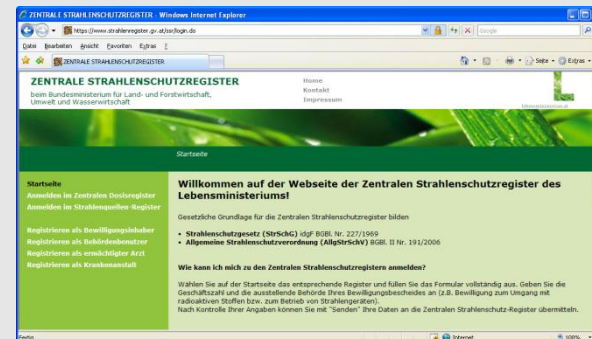 ZENTRALE STRAHLENSCHUTZREGISTER - Windows Internet Explorer
https://www.strahlenregister.gv.at/ssr/login.do
Google
Datei Bearbeiten Ansicht Favoriten Extras ?
ZENTRALE STRAHLENSCHUTZREGISTER
Seite Extras
ZENTRALE STRAHLENSCHUTZREGISTER
beim Bundesministerium für Land- und Forstwirtschaft,
Umwelt und Wasserwirtschaft
Home
Kontakt
Impressum
lebensministerium.at
Startseite
Startseite
Anmelden im Zentralen Dosisregister
Anmelden im Strahlenquellen-Register
Registrieren als Bewilligungsinhaber
Registrieren als Behördenbenutzer
Registrieren als ermächtigter Arzt
Registrieren als Krankenanstalt
Willkommen auf der Webseite der Zentralen Strahlenschutzregister des
Lebensministeriums!
Gesetzliche Grundlage für die Zentralen Strahlenschutzregister bilden
• Strahlenschutzgesetz (StrSchG) idgF BGBl. Nr. 227/1969
• Allgemeine Strahlenschutzverordnung (AllgStrSchV) BGBl. II Nr. 191/2006
Wie kann ich mich zu den Zentralen Strahlenschutzregistern anmelden?
Wählen Sie auf der Startseite das entsprechende Register und füllen Sie das Formular vollständig aus. Geben Sie die
Geschäftszahl und die ausstellende Behörde Ihres Bewilligungsbescheides an (z.B. Bewilligung zum Umgang mit
radioaktiven Stoffen bzw. zum Betrieb von Strahlengeräten).
Nach Kontrolle Ihrer Angaben können Sie mit "Senden" Ihre Daten an die Zentralen Strahlenschutz-Register übermitteln.
Fertig
Internet
100%